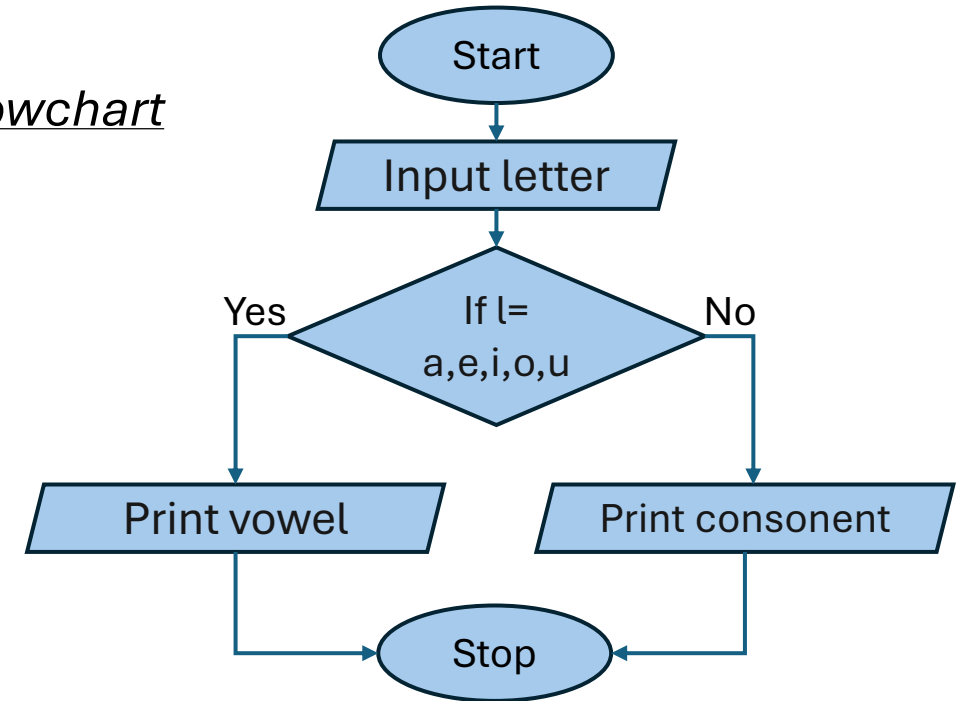 Start
owchart
Input letter
Yes
If l=
No
a,e,i,o,u
Print vowel
Print consonent
Stop